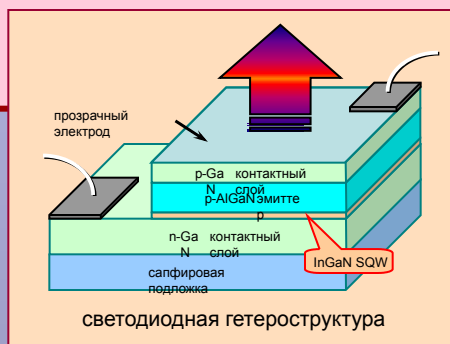 прозрачный
электрод
p-Ga контактный
N слой
p-AlGaN эмитте
р
n-Ga контактный
N слой
InGaN SQW
сапфировая
подложка
светодиодная гетероструктура